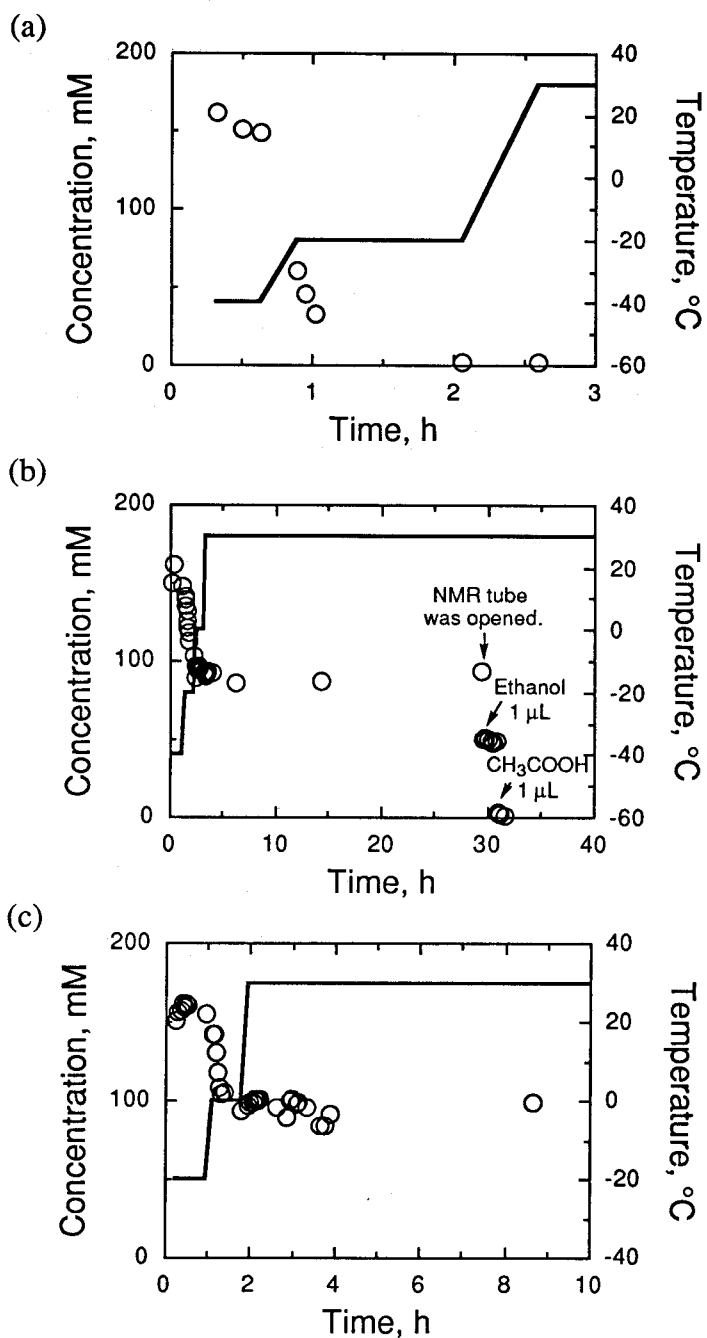 (a)
200
100
0
Concentration, mM
40
20
0
-20
-40
-60
Temperature, °C
0
1
2
3
Time, h
(b)
200
100
0
Concentration, mM
NMR tube
was opened.
Ethanol
1 μL
CH₃COOH
1 μL
40
20
0
-20
-40
-60
Temperature, °C
0
10
20
30
40
Time, h
(c)
200
100
0
Concentration, mM
40
20
0
-20
-40
Temperature, °C
0
2
4
6
8
10
Time, h